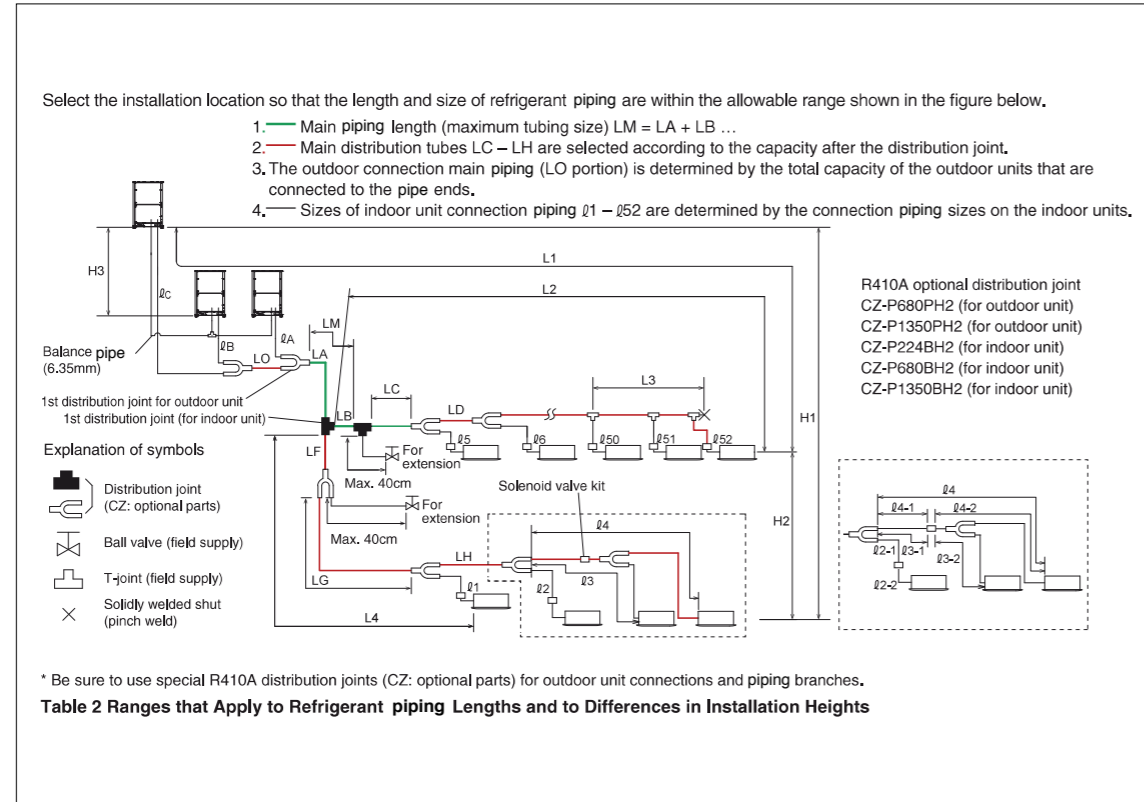 Select the installation location so that the length and size of refrigerant piping are within the allowable range shown in the figure below.
1. Main piping length (maximum tubing size) LM = LA + LB ...
2. Main distribution tubes LC – LH are selected according to the capacity after the distribution joint.
3. The outdoor connection main piping (LO portion) is determined by the total capacity of the outdoor units that are
connected to the pipe ends.
4. Sizes of indoor unit connection piping ℓ1 – ℓ52 are determined by the connection piping sizes on the indoor units.
H3
ℓC
L1
L2
H1
R410A optional distribution joint
CZ-P680PH2 (for outdoor unit)
CZ-P1350PH2 (for outdoor unit)
CZ-P224BH2 (for indoor unit)
CZ-P680BH2 (for indoor unit)
CZ-P1350BH2 (for indoor unit)
LM
ℓB
ℓA
LO
LA
Balance pipe
(6.35mm)
LC
L3
1st distribution joint for outdoor unit
1st distribution joint (for indoor unit)
LB
LD
ℓ5
ℓ6
ℓ50
ℓ51
ℓ52
For
extension
Max. 40cm
LF
Explanation of symbols
Distribution joint
(CZ: optional parts)
Ball valve (field supply)
T-joint (field supply)
Solidly welded shut
(pinch weld)
For
extension
Max. 40cm
Solenoid valve kit
H2
LG
LH
ℓ1
L4
ℓ4
ℓ3
ℓ2
ℓ4
ℓ4-1
ℓ4-2
ℓ2-1
ℓ3-1
ℓ3-2
ℓ2-2
* Be sure to use special R410A distribution joints (CZ: optional parts) for outdoor unit connections and piping branches.
Table 2 Ranges that Apply to Refrigerant piping Lengths and to Differences in Installation Heights